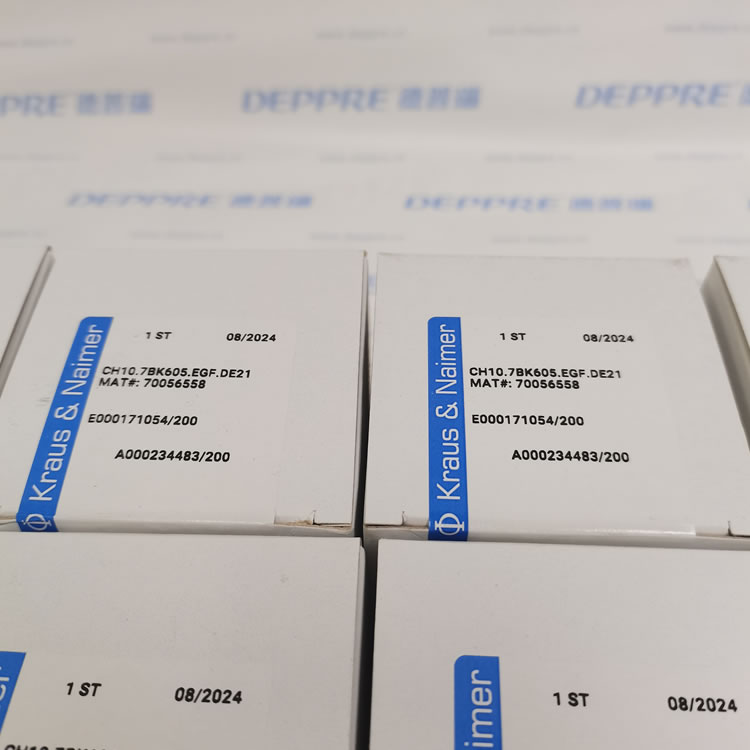 DEPPRE 德普瑞
DEPPRE
DEPPRE 德普瑞
DEPPRE 德普瑞
Kraus & Naimer
1 ST 08/2024
CH10.7BK605.EGF.DE21
MAT#: 70056558
E000171054/200
A000234483/200
Kraus & Naimer
1 ST 08/2024
CH10.7BK605.EGF.DE21
MAT#: 70056558
E000171054/200
A000234483/200
1 ST 08/2024
imer
1 ST 08/2024